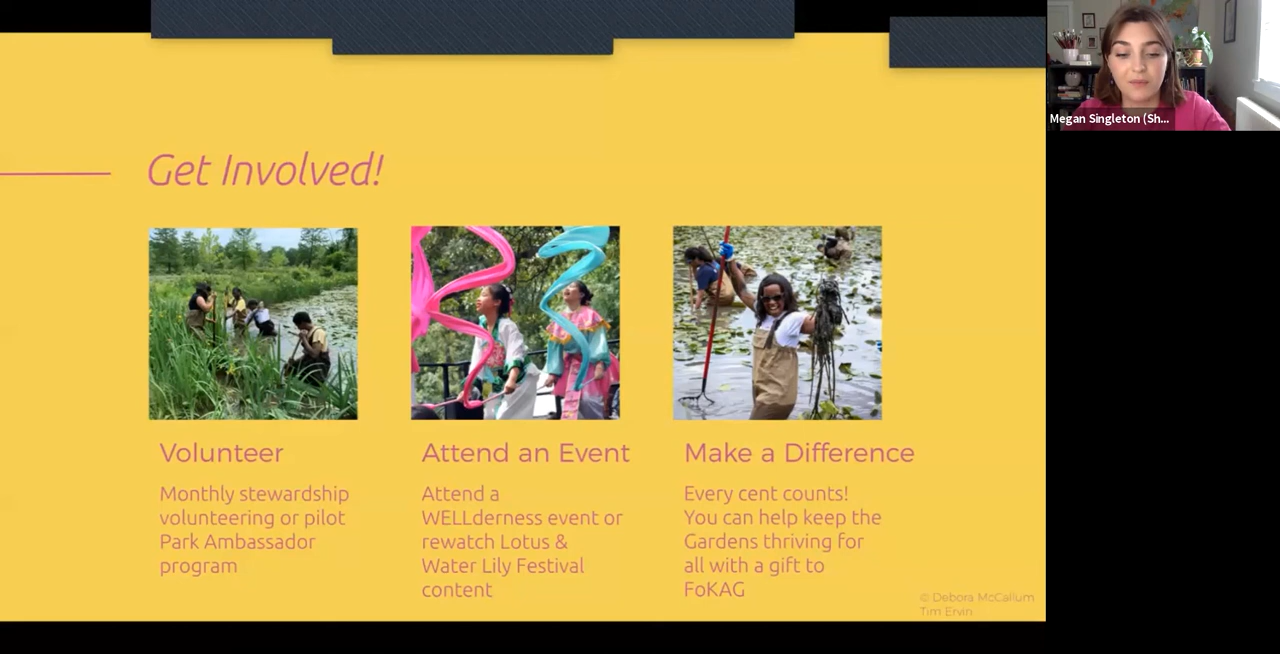 Megan Singleton (Sh...
Get Involved!
Volunteer
Monthly stewardship
volunteering or pilot
Park Ambassador
program
Attend an Event
Attend a
WELLderness event or
rewatch Lotus &
Water Lily Festival
content
Make a Difference
Every cent counts!
You can help keep the
Gardens thriving for
all with a gift to
FoKAG
© Debora McCallum
Tim Ervin